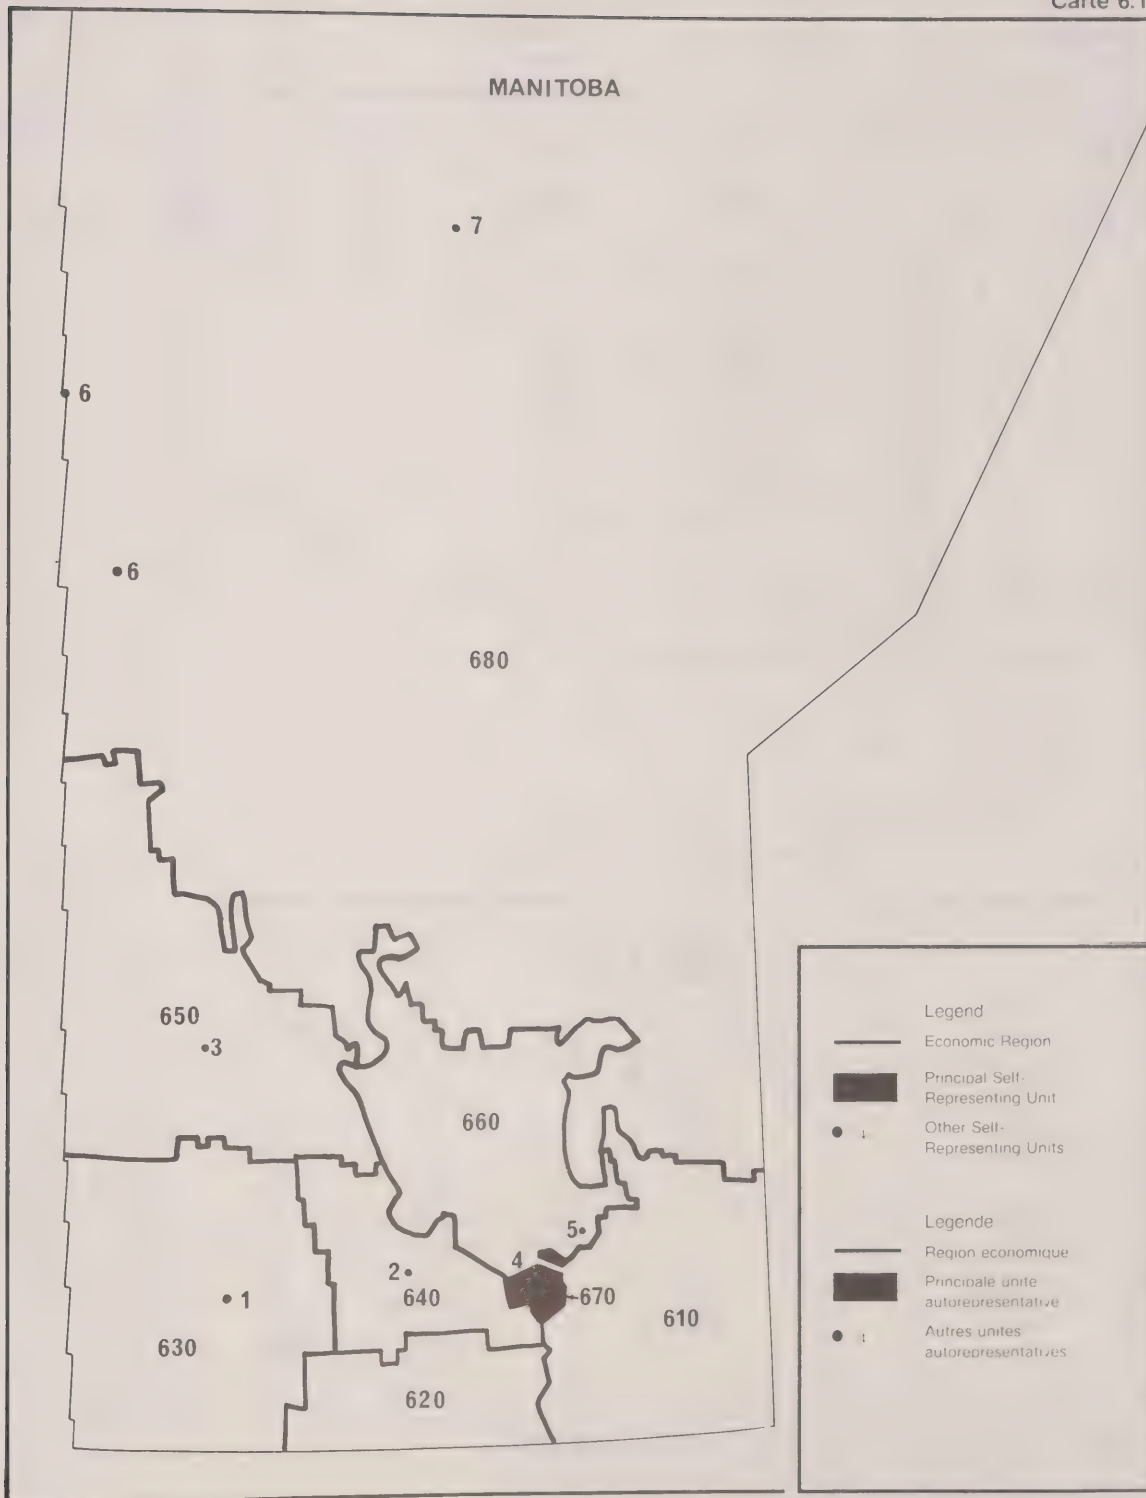 Carte 6.1
MANITOBA
7
6
6
680
650
3
660
5
4
2
640
670
1
610
630
620
Legend
Economic Region
Principal Self-
Representing Unit
Other Self-
Representing Units
Legende
Region economique
Principale unite
autorepresentative
Autres unites
autorepresentatives